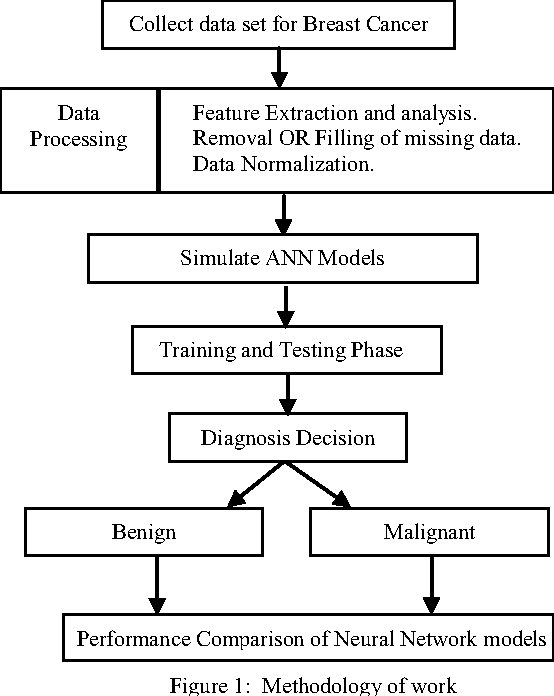 Collect data set for Breast Cancer
Data
Processing
Feature Extraction and analysis.
Removal OR Filling of missing data.
Data Normalization.
Simulate ANN Models
Training and Testing Phase
Diagnosis Decision
Benign
Malignant
Performance Comparison of Neural Network models
Figure 1: Methodology of work